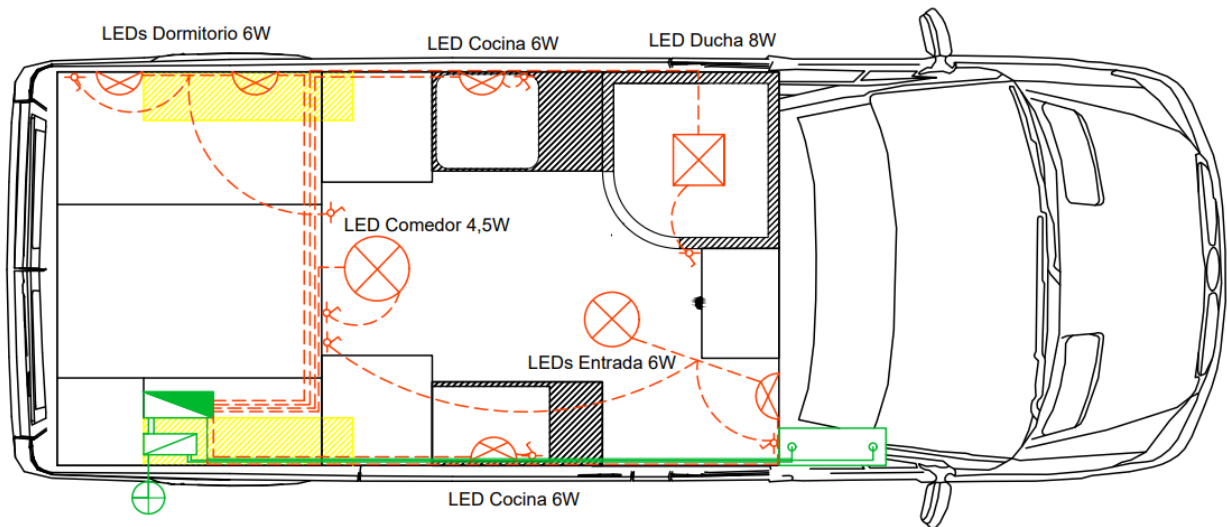 LEDs Dormitorio 6W
LED Cocina 6W
LED Ducha 8W
LED Comedor 4,5W
LEDs Entrada 6W
LED Cocina 6W